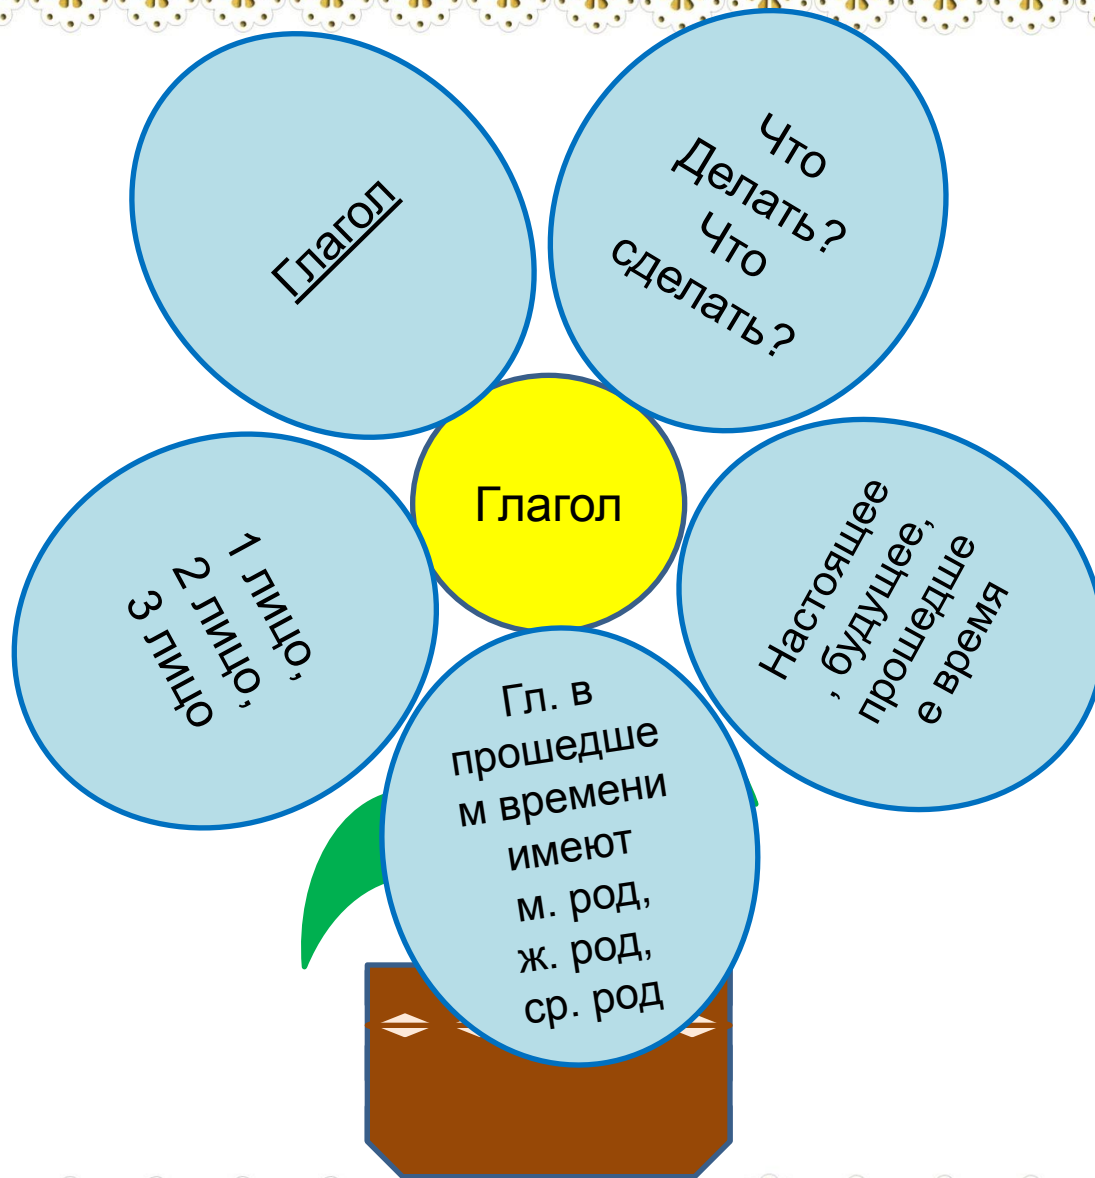 Глагол
Что
Делать?
Что
сделать?
Глагол
1 лицо,
2 лицо,
3 лицо
Настоящее
, будущее,
прошедше
е время
Гл. в
прошедше
м времени
имеют
м. род,
ж. род,
ср. род